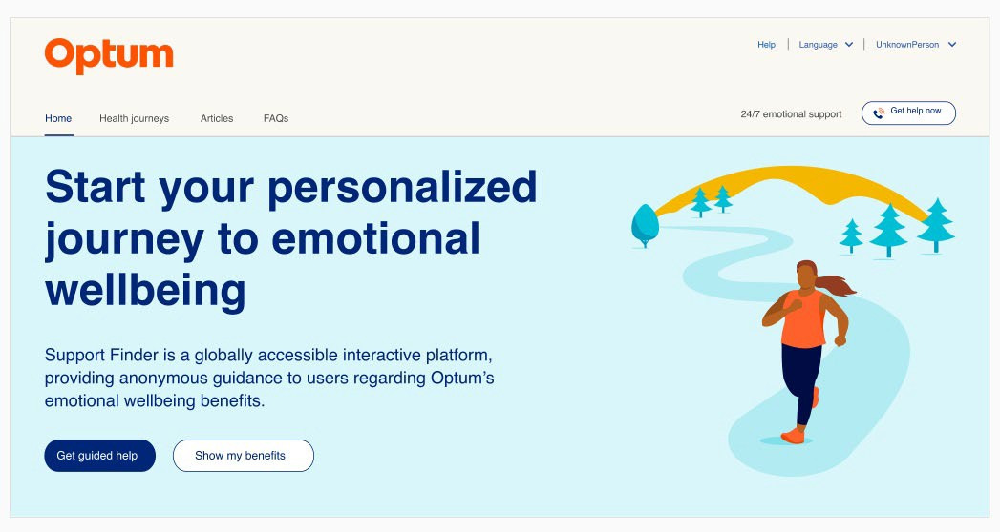 Optum
Help
Language
UnknownPerson
Home
Health journeys
Articles
FAQs
24/7 emotional support
Get help now
Start your personalized
journey to emotional
wellbeing
Support Finder is a globally accessible interactive platform,
providing anonymous guidance to users regarding Optum’s
emotional wellbeing benefits.
Get guided help
Show my benefits